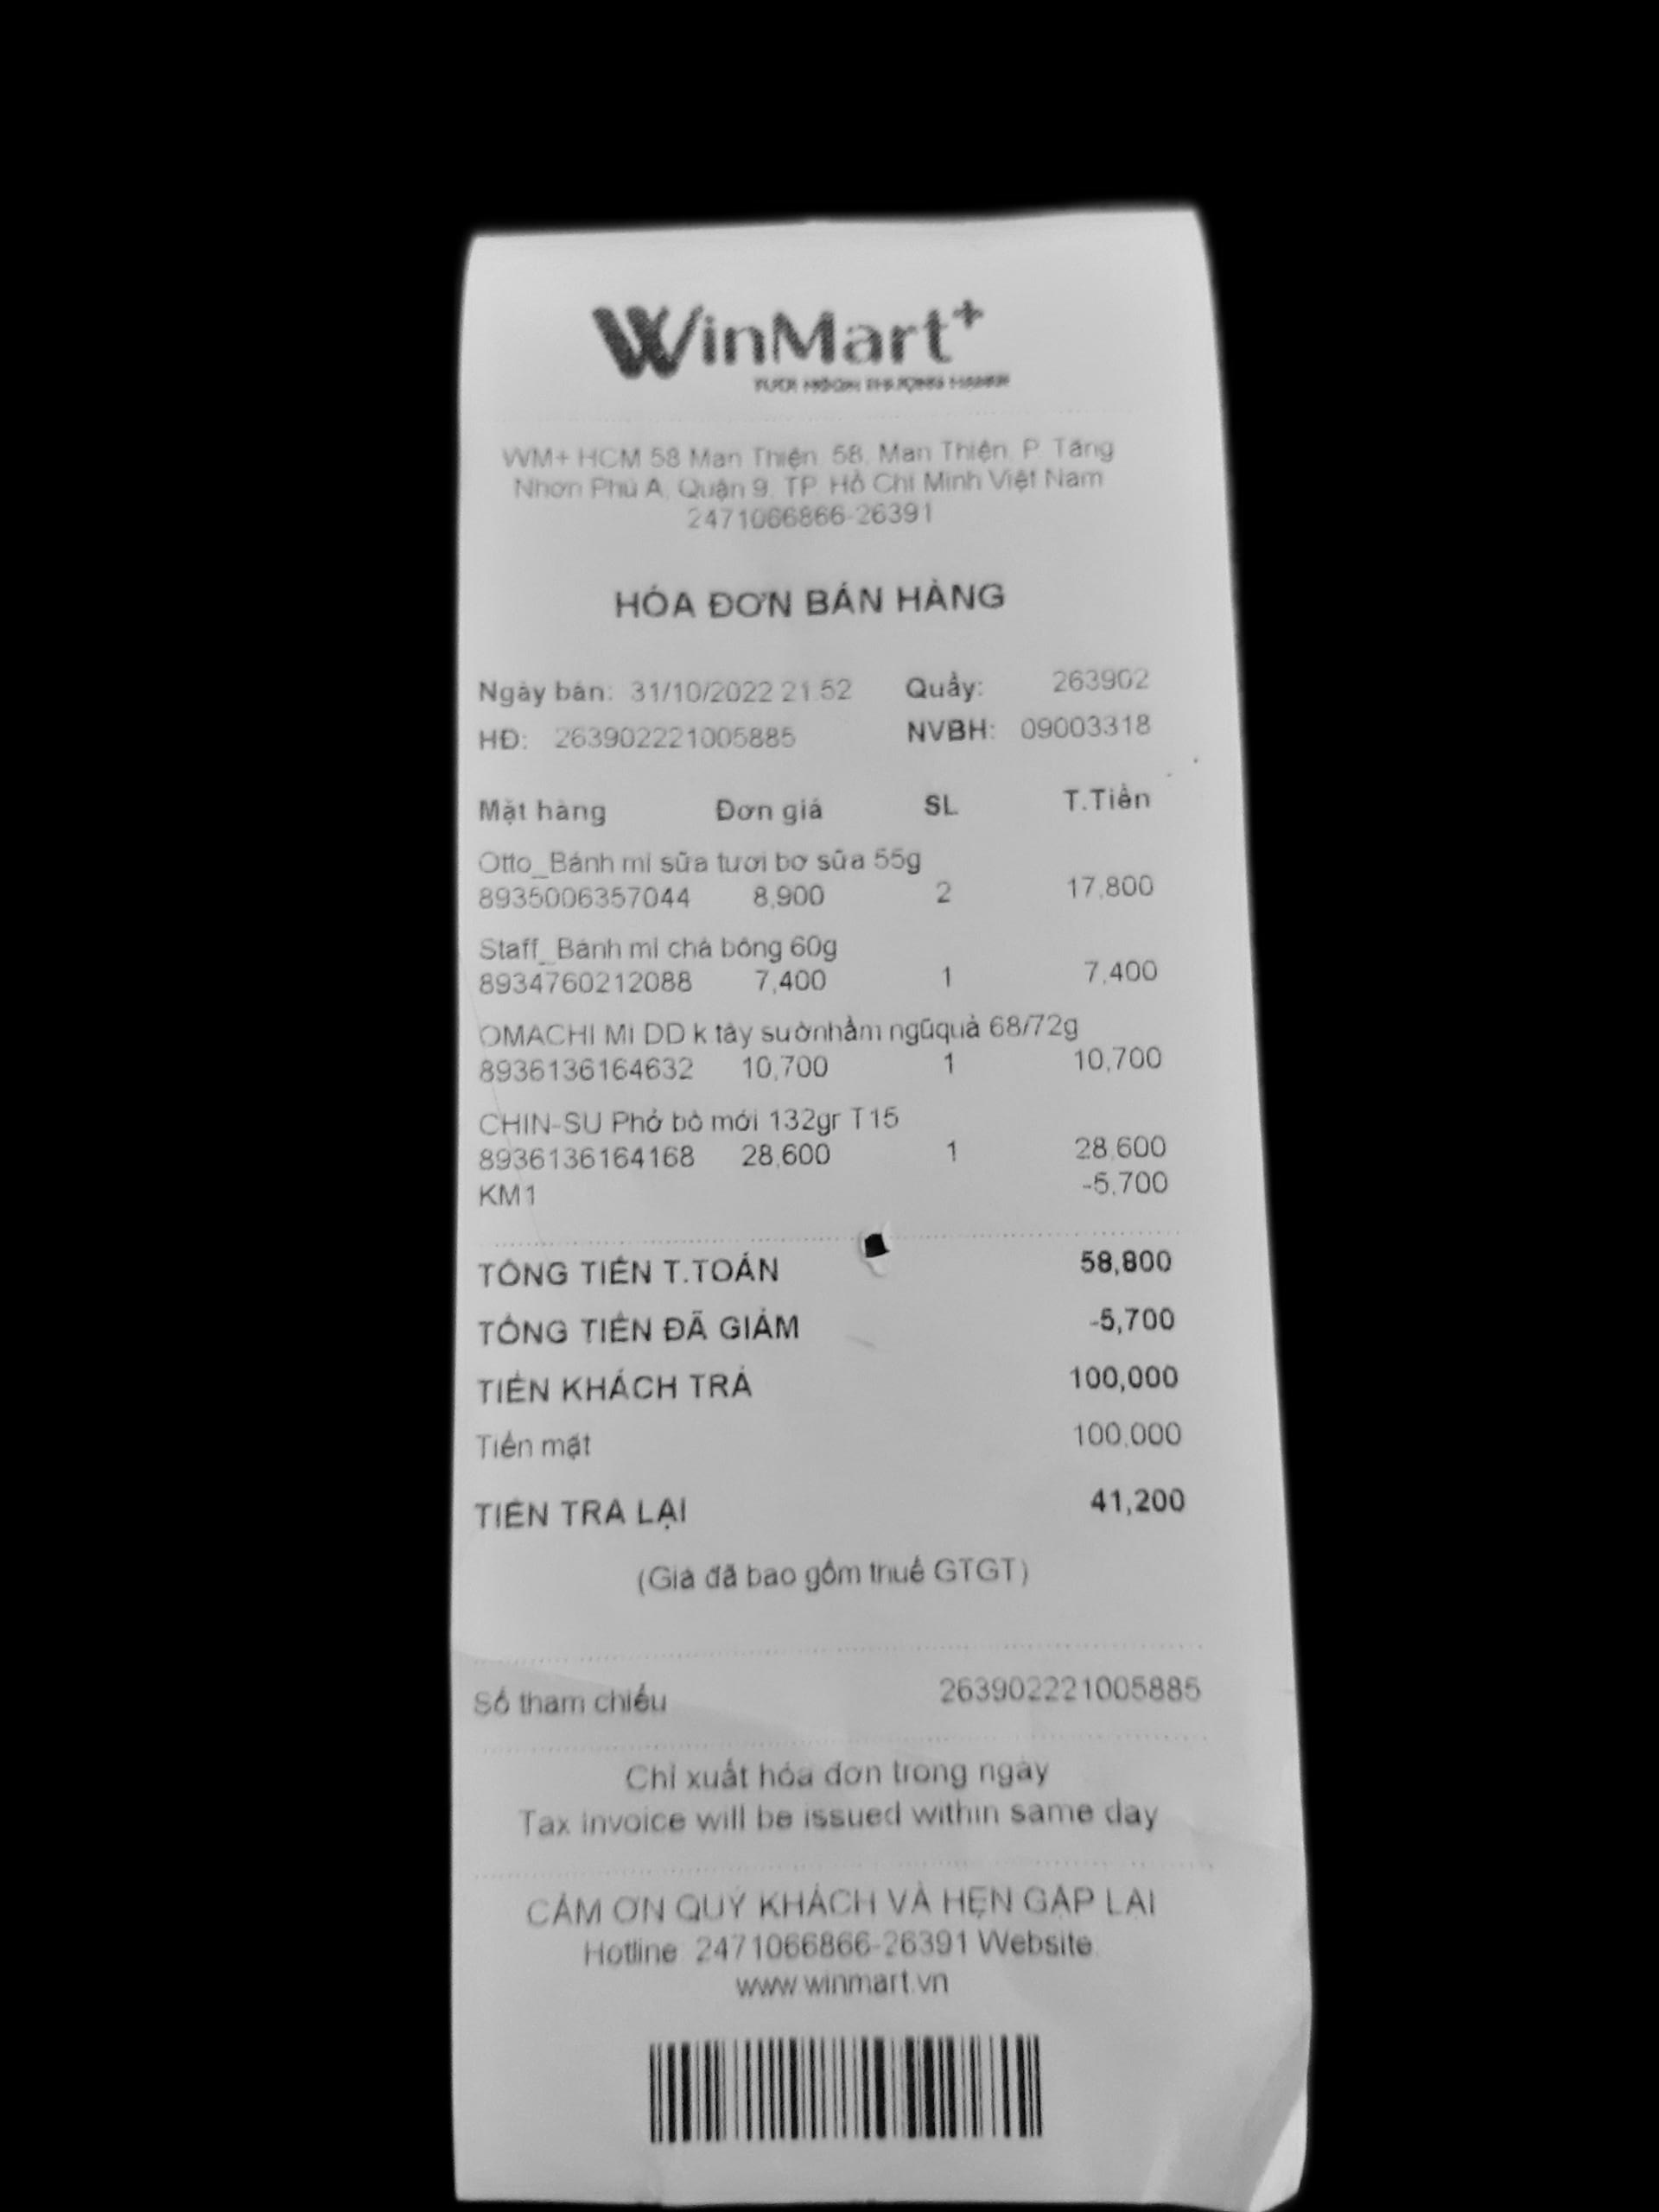 WinMart+
WM+ HCM 58 Man Thiện 58, Man Thiện, P. Tăng
Nhơn Phú A, Quận 9, TP. Hồ Chí Minh Việt Nam
2471066866-26391
HÓA ĐƠN BÁN HÀNG
Ngày bán: 31/10/2022 21:52 Quầy: 263902
HĐ: 263902221005885 NVBH: 09003318
Mặt hàng Đơn giá SL T.Tiền
Otto_Bánh mì sữa tươi bơ sữa 55g
8935006357044 8,900 2 17,800
Staff_Bánh mì chà bông 60g
8934760212088 7,400 1 7,400
OMACHI Mì DD k tây sườnhầm ngũquả 68/72g
8936136164632 10,700 1 10,700
CHIN-SU Phở bò mới 132gr T15
8936136164168 28,600 1 28,600
KM1 -5,700
TỔNG TIỀN T.TOÁN 58,800
TỔNG TIỀN ĐÃ GIẢM -5,700
TIỀN KHÁCH TRẢ 100,000
Tiền mặt 100,000
TIỀN TRẢ LẠI 41,200
(Giá đã bao gồm thuế GTGT)
Số tham chiếu 263902221005885
Chỉ xuất hóa đơn trong ngày
Tax invoice will be issued within same day
CẢM ƠN QUÝ KHÁCH VÀ HẸN GẶP LẠI
Hotline: 2471066866-26391 Website:
www.winmart.vn